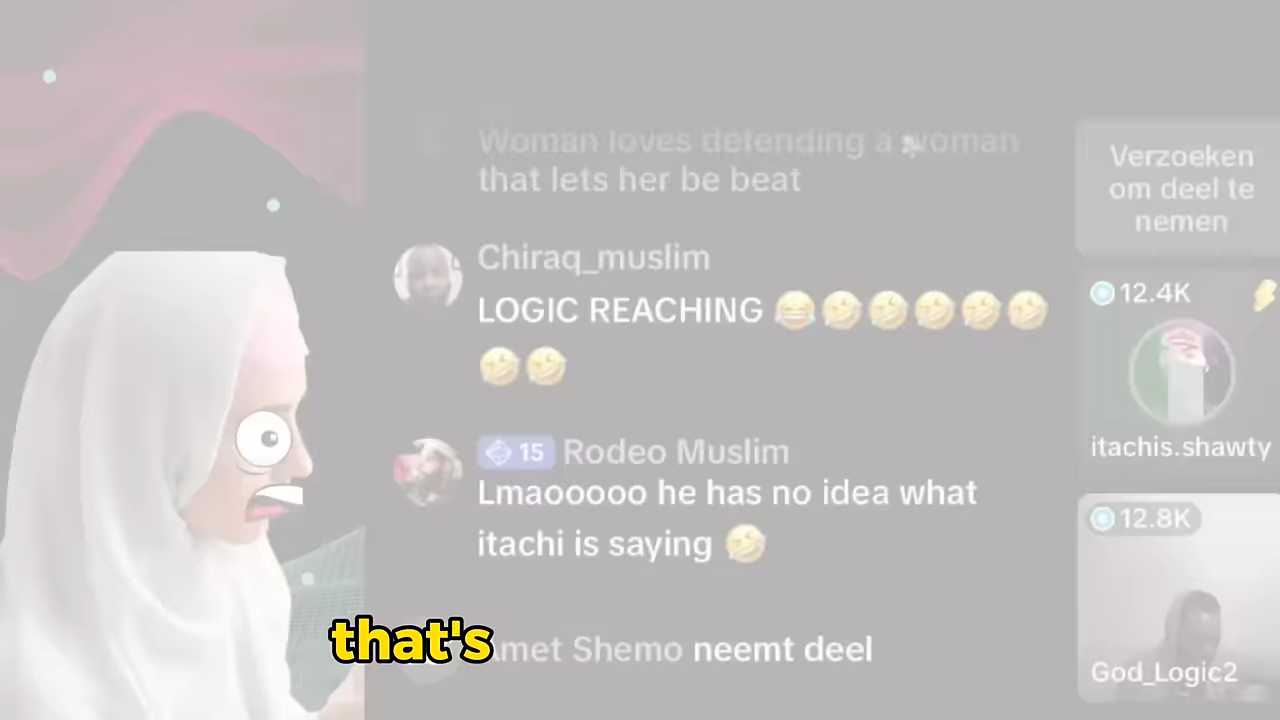 Woman loves defending a woman
that lets her be beat
Chiraq_muslim
LOGIC REACHING 😂🤣🤣🤣🤣🤣
🤣🤣
15 Rodeo Muslim
Lmaooooo he has no idea what
itachi is saying 🤣
that's
met Shemo neemt deel
Verzoeken
om deel te
nemen
12.4K
itachis.shawty
12.8K
God_Logic2